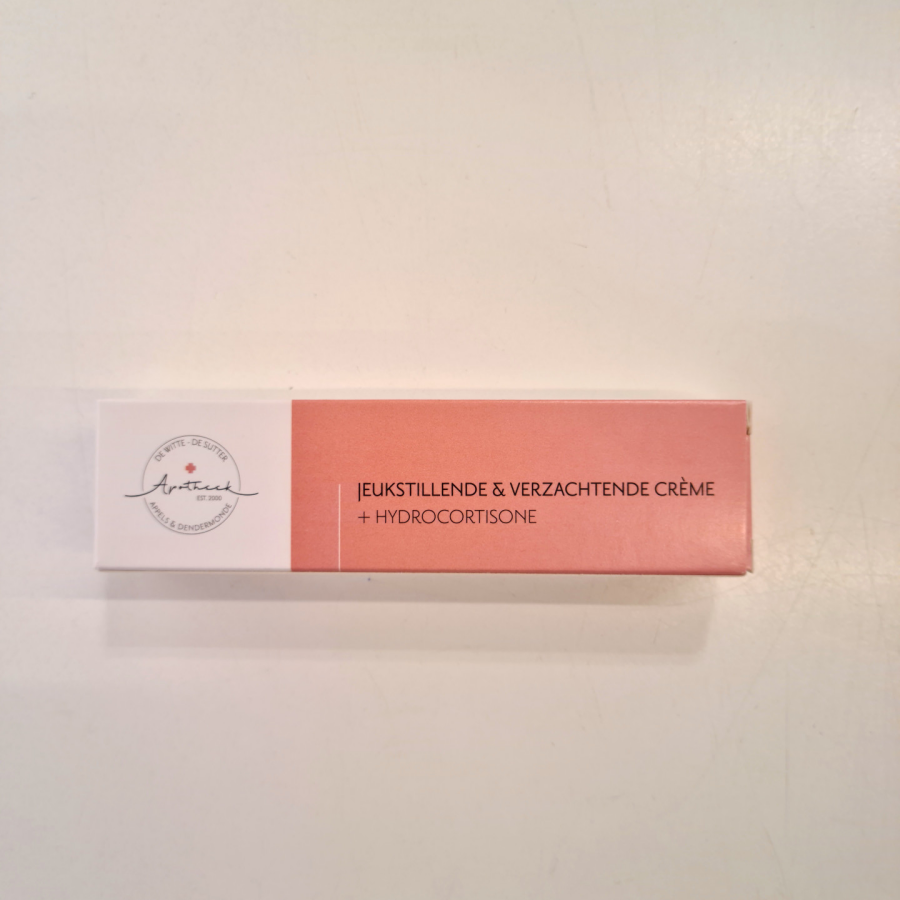 DE WITTE - DE SUTTER
Apotheek
EST. 2000
APPELS & DENDERMONDE
JEUKSTILLENDE & VERZACHTENDE CRÈME
+ HYDROCORTISONE